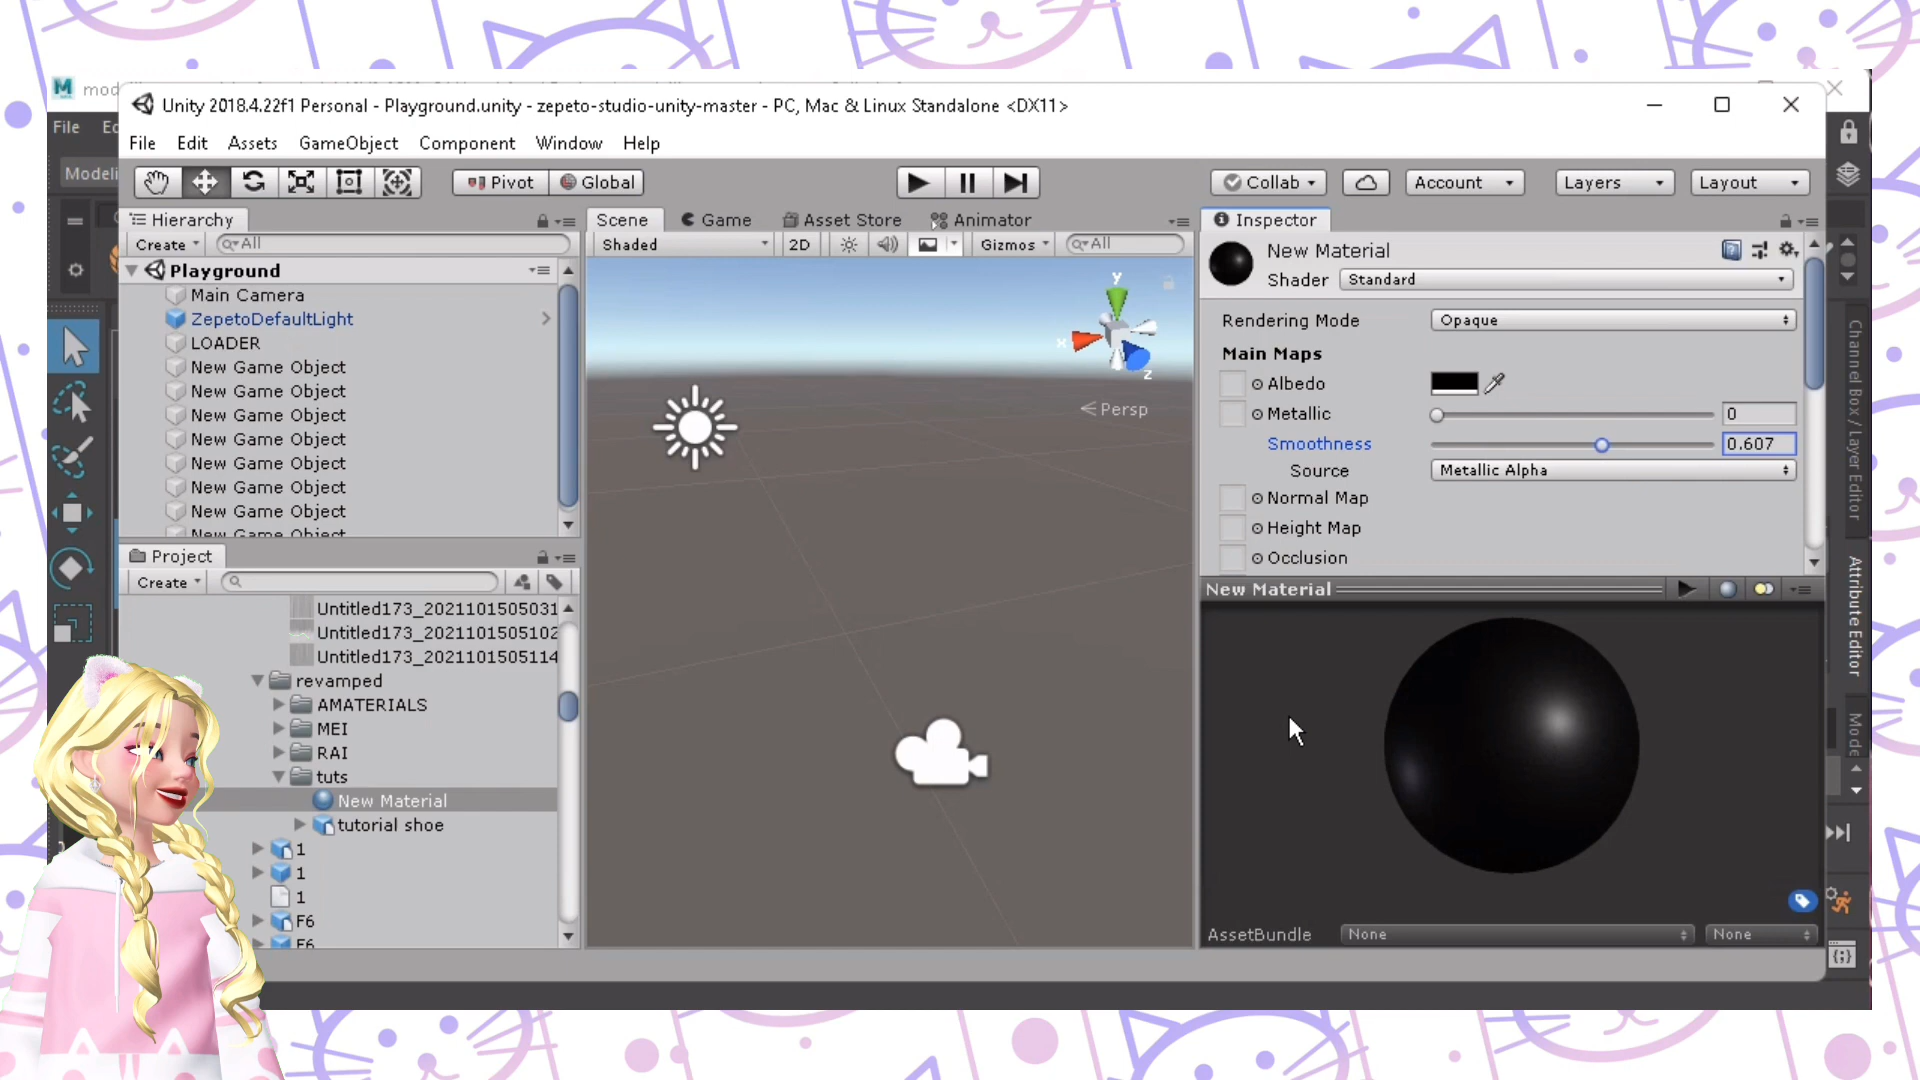 mod
Unity 2018.4.22f1 Personal - Playground.unity - zepeto-studio-unity-master - PC, Mac & Linux Standalone <DX11>
File
File Edit Assets GameObject Component Window Help
Modeli
Pivot Global Collab Account Layers Layout
Hierarchy Scene Game Asset Store Animator Inspector
Create All Shaded 2D Gizmos All
New Material
Shader Standard
Playground
Main Camera
ZepetoDefaultLight
LOADER
New Game Object
New Game Object
New Game Object
New Game Object
New Game Object
New Game Object
New Game Object
New Game Object
y
x
z
Persp
Rendering Mode Opaque
Main Maps
Albedo
Metallic 0
Smoothness 0.607
Source Metallic Alpha
Normal Map
Height Map
Occlusion
Project
Create
Untitled173_2021101505031
Untitled173_2021101505102
Untitled173_2021101505114
revamped
AMATERIALS
MEI
RAI
tuts
New Material
tutorial shoe
1
1
1
F6
F6
New Material
AssetBundle None None
Channel Box / Layer Editor
Attribute Editor
Mode